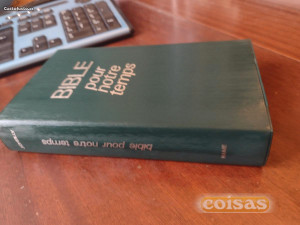 BIBLE
pour
notre
temps
bible pour notre temps
coisas